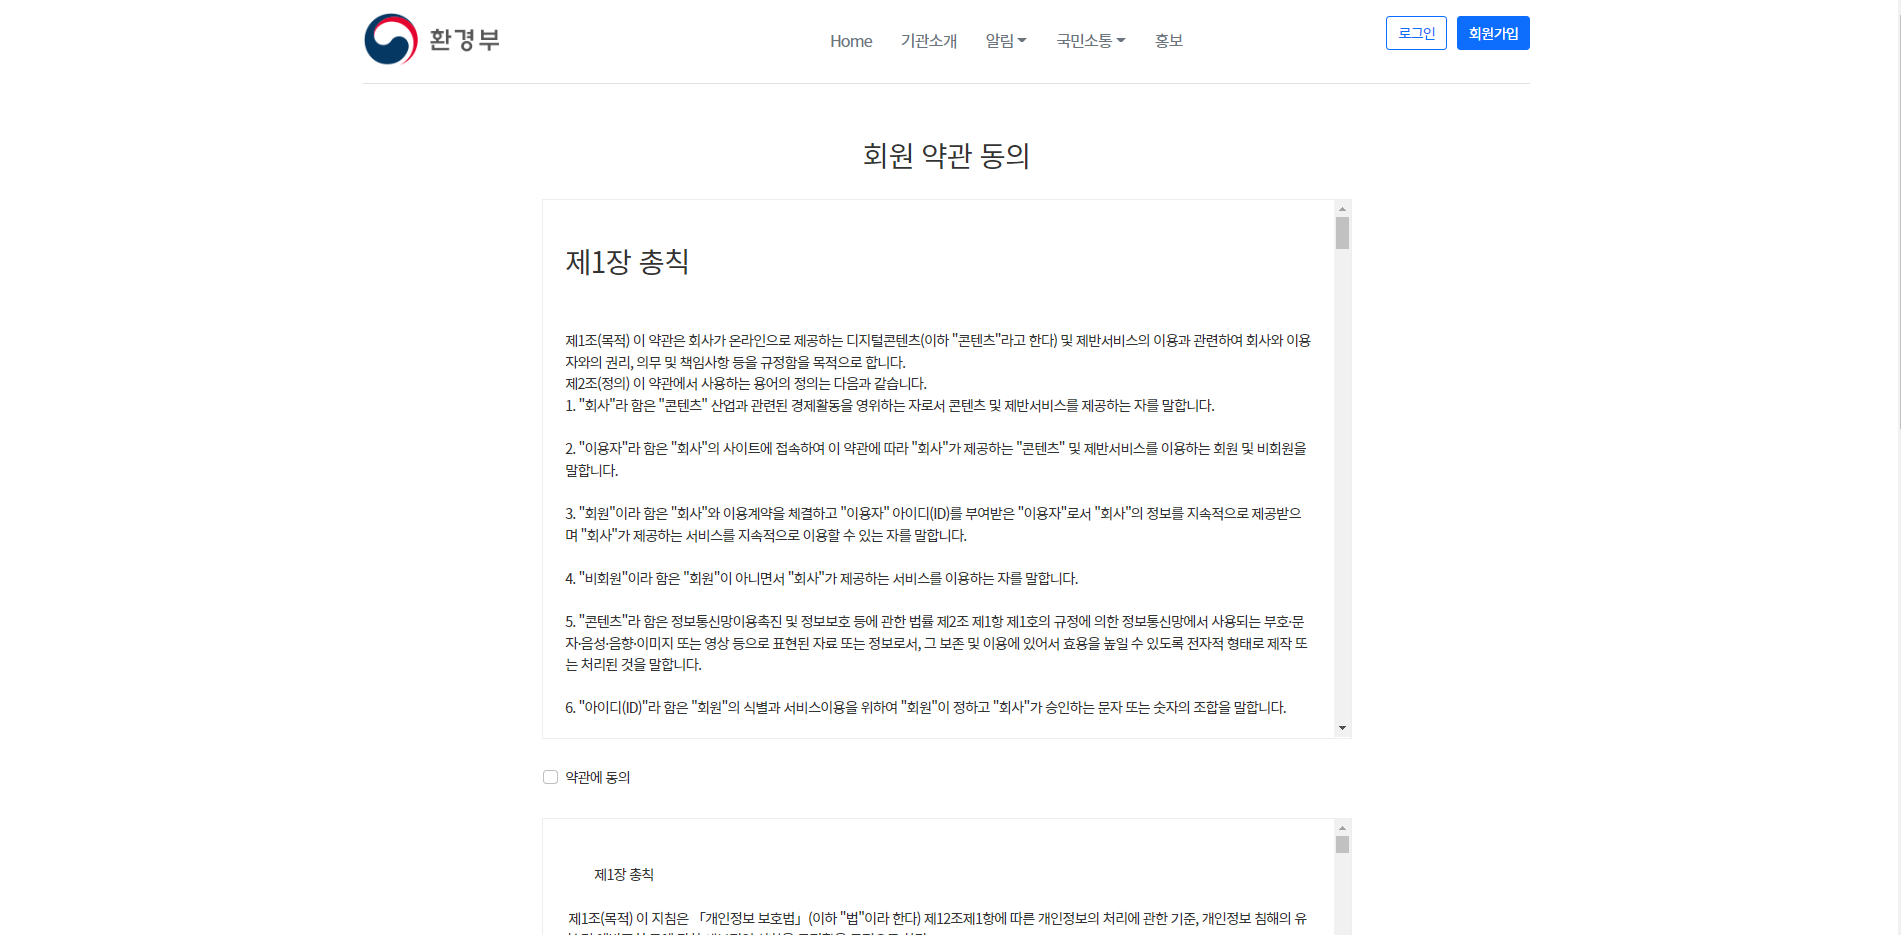 환경부
Home 기관소개 알림 국민소통 홍보
로그인 회원가입
회원 약관 동의
제1장 총칙
제1조(목적) 이 약관은 회사가 온라인으로 제공하는 디지털콘텐츠(이하 "콘텐츠"라고 한다) 및 제반서비스의 이용과 관련하여 회사와 이용
자와의 권리, 의무 및 책임사항 등을 규정함을 목적으로 합니다.
제2조(정의) 이 약관에서 사용하는 용어의 정의는 다음과 같습니다.
1. "회사"라 함은 "콘텐츠" 산업과 관련된 경제활동을 영위하는 자로서 콘텐츠 및 제반서비스를 제공하는 자를 말합니다.
2. "이용자"라 함은 "회사"의 사이트에 접속하여 이 약관에 따라 "회사"가 제공하는 "콘텐츠" 및 제반서비스를 이용하는 회원 및 비회원을
말합니다.
3. "회원"이라 함은 "회사"와 이용계약을 체결하고 "이용자" 아이디(ID)를 부여받은 "이용자"로서 "회사"의 정보를 지속적으로 제공받으
며 "회사"가 제공하는 서비스를 지속적으로 이용할 수 있는 자를 말합니다.
4. "비회원"이라 함은 "회원"이 아니면서 "회사"가 제공하는 서비스를 이용하는 자를 말합니다.
5. "콘텐츠"라 함은 정보통신망이용촉진 및 정보보호 등에 관한 법률 제2조 제1항 제1호의 규정에 의한 정보통신망에서 사용되는 부호·문
자·음성·음향·이미지 또는 영상 등으로 표현된 자료 또는 정보로서, 그 보존 및 이용에 있어서 효용을 높일 수 있도록 전자적 형태로 제작 또
는 처리된 것을 말합니다.
6. "아이디(ID)"라 함은 "회원"의 식별과 서비스이용을 위하여 "회원"이 정하고 "회사"가 승인하는 문자 또는 숫자의 조합을 말합니다.
약관에 동의
제1장 총칙
제1조(목적) 이 지침은 「개인정보 보호법」(이하 "법"이라 한다) 제12조제1항에 따른 개인정보의 처리에 관한 기준, 개인정보 침해의 유